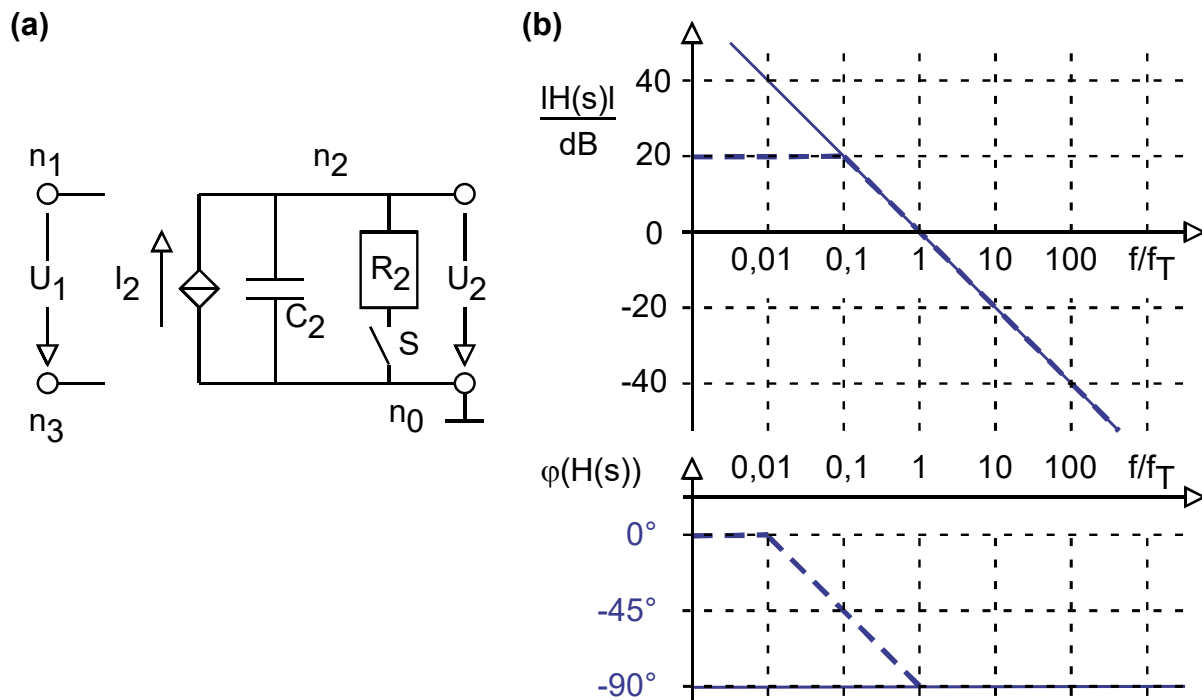 (a)
n1
n2
U1
I2
C2
R2
S
U2
n3
n0
(b)
|H(s)|
dB
40
20
0
-20
-40
0,01 0,1 1 10 100 f/fT
φ(H(s))
0,01 0,1 1 10 100 f/fT
0°
-45°
-90°